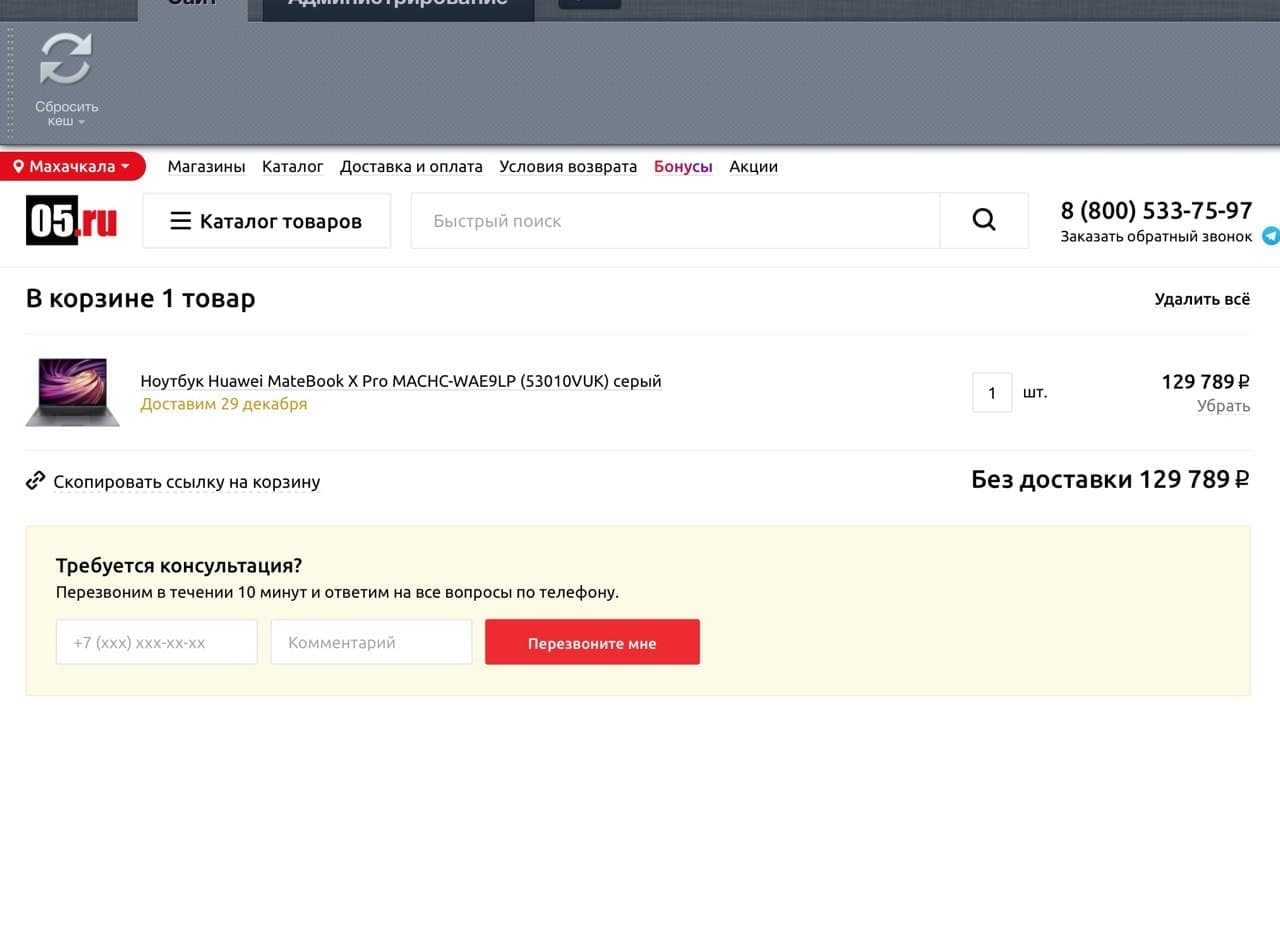 Сайт
Администрирование
Сбросить
кеш
Махачкала
Магазины
Каталог
Доставка и оплата
Условия возврата
Бонусы
Акции
05.ru
Каталог товаров
Быстрый поиск
8 (800) 533-75-97
Заказать обратный звонок
В корзине 1 товар
Удалить всё
Ноутбук Huawei MateBook X Pro MACHC-WAE9LP (53010VUK) серый
Доставим 29 декабря
1
шт.
129 789 ₽
Убрать
Скопировать ссылку на корзину
Без доставки 129 789 ₽
Требуется консультация?
Перезвоним в течении 10 минут и ответим на все вопросы по телефону.
+7 (xxx) xxx-xx-xx
Комментарий
Перезвоните мне